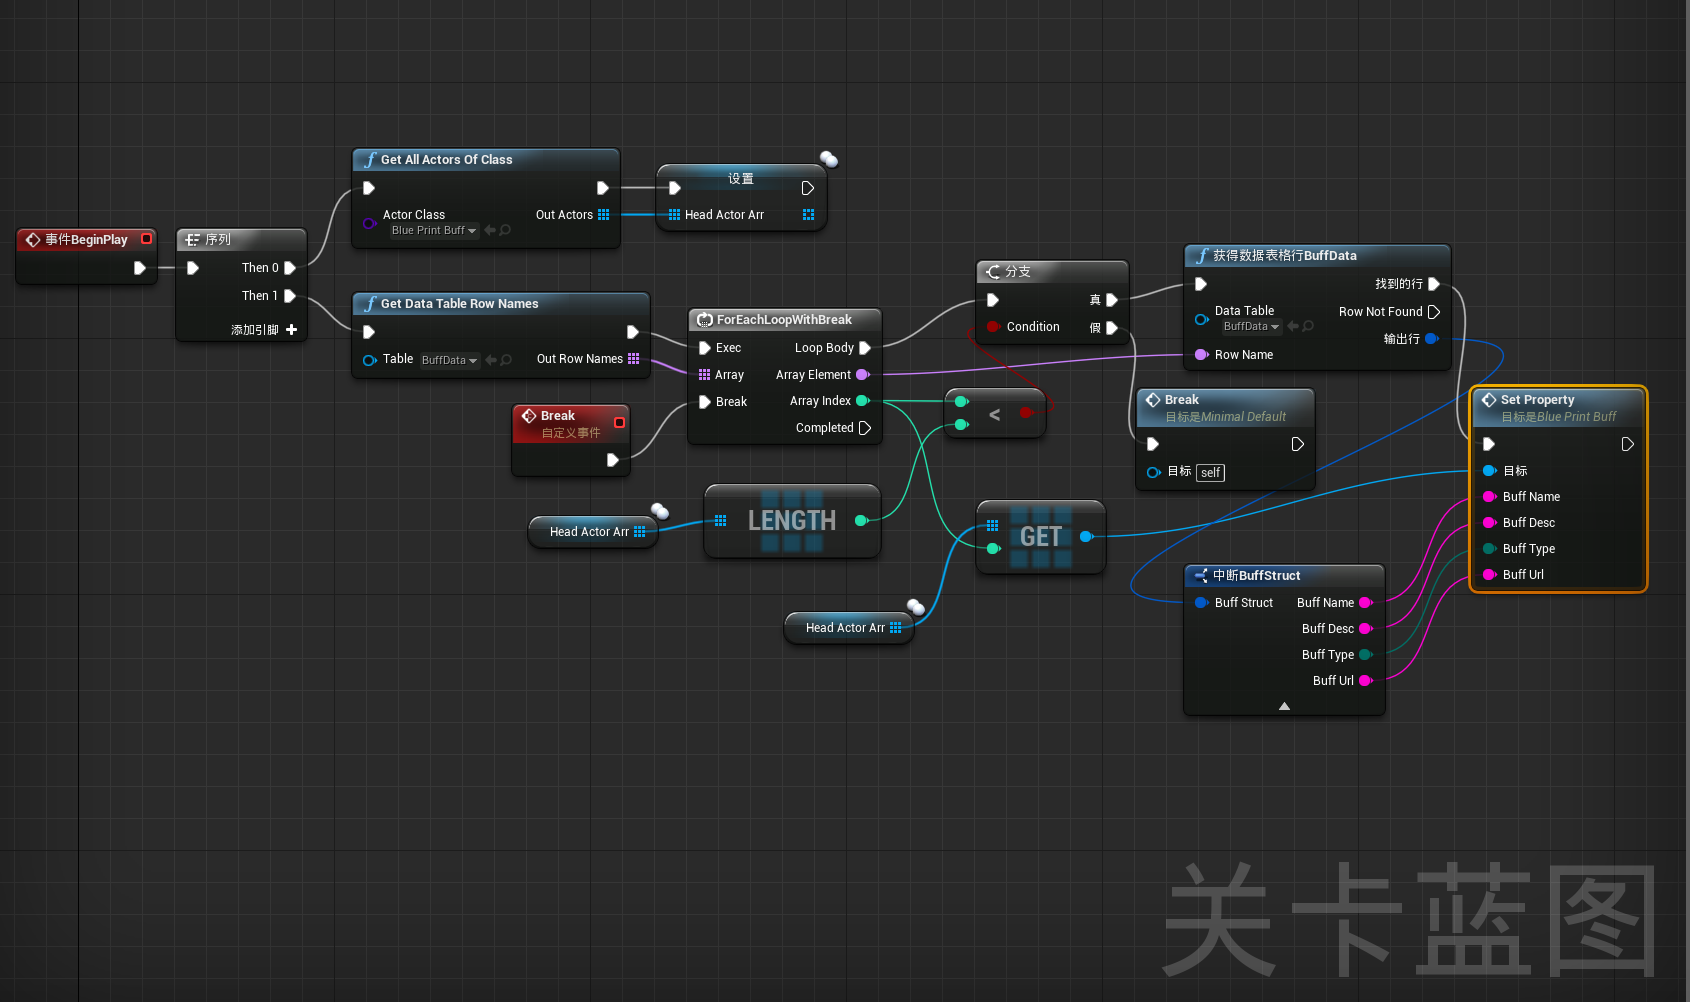 事件BeginPlay
序列
Then 0
Then 1
添加引脚
Get All Actors Of Class
Actor Class
Blue Print Buff
Out Actors
设置
Head Actor Arr
Get Data Table Row Names
Table
BuffData
Out Row Names
Break
自定义事件
ForEachLoopWithBreak
Exec
Loop Body
Array
Array Element
Break
Array Index
Completed
Head Actor Arr
LENGTH
<
Head Actor Arr
GET
分支
真
Condition
假
获得数据表格行BuffData
找到的行
Data Table
BuffData
Row Not Found
输出行
Row Name
Break
目标是Minimal Default
目标 self
中断BuffStruct
Buff Struct
Buff Name
Buff Desc
Buff Type
Buff Url
Set Property
目标是Blue Print Buff
目标
Buff Name
Buff Desc
Buff Type
Buff Url
关卡蓝图